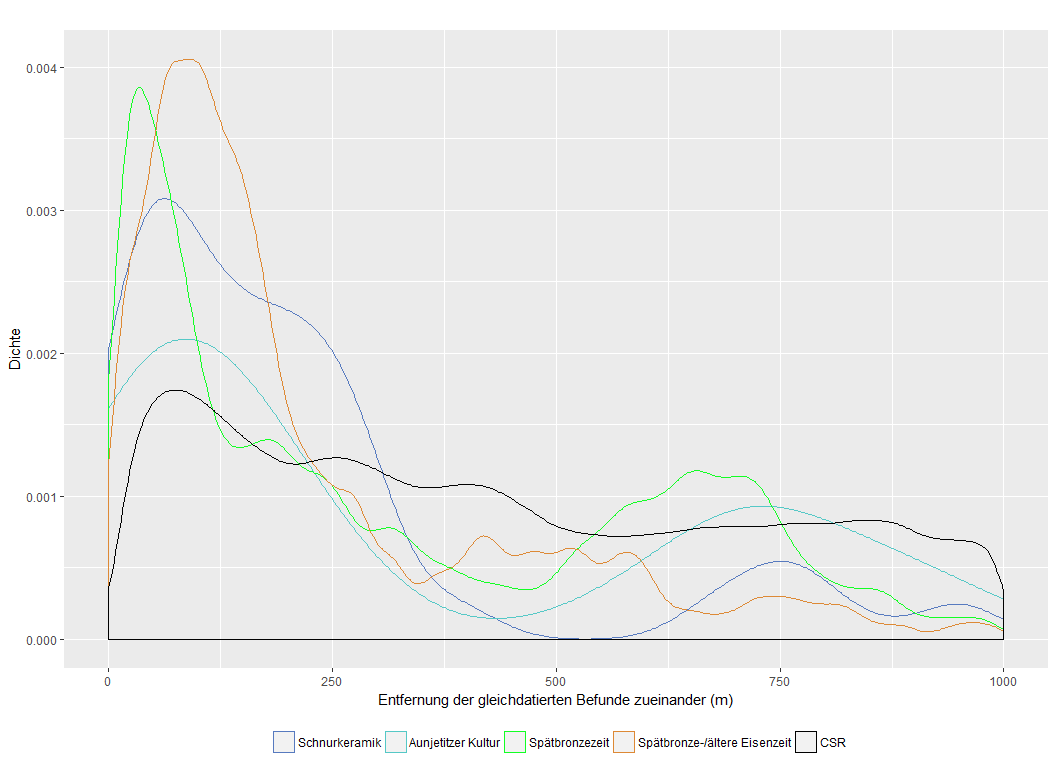 Dichte
0.004
0.003
0.002
0.001
0.000
0 250 500 750 1000
Entfernung der gleichdatierten Befunde zueinander (m)
Schnurkeramik Aunjetitzer Kultur Spätbronzezeit Spätbronze-/ältere Eisenzeit CSR